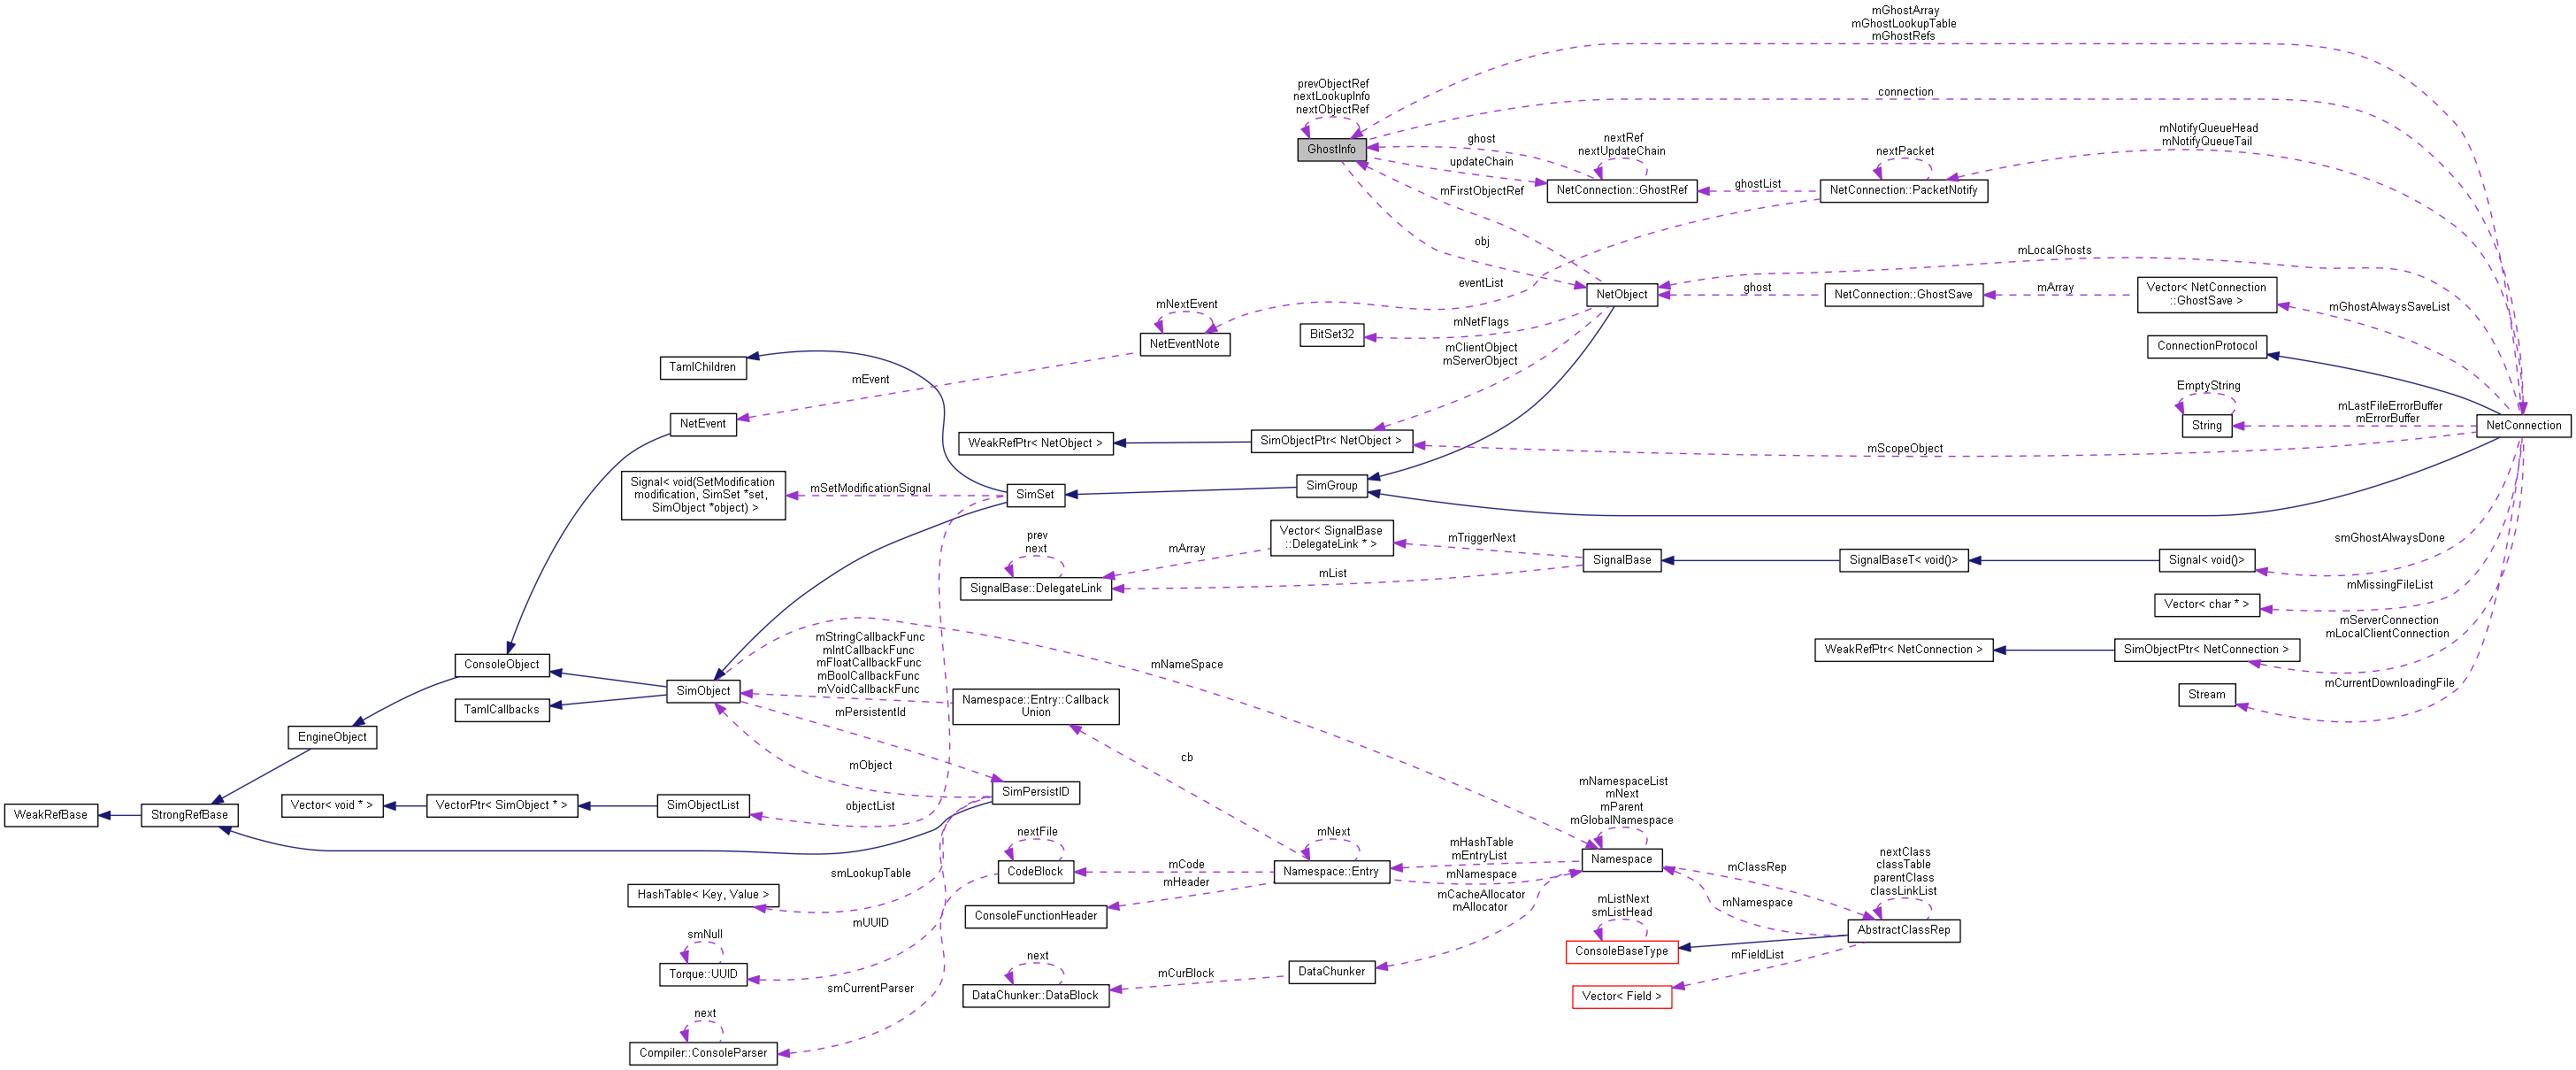 mGhostArray
mGhostLookupTable
mGhostRefs
prevObjectRef
nextLookupInfo
nextObjectRef
connection
GhostInfo
ghost
updateChain
nextRef
nextUpdateChain
nextPacket
mNotifyQueueHead
mNotifyQueueTail
NetConnection::GhostRef
ghostList
NetConnection::PacketNotify
mFirstObjectRef
obj
eventList
mLocalGhosts
NetObject
ghost
NetConnection::GhostSave
mArray
Vector< NetConnection
::GhostSave >
mGhostAlwaysSaveList
mNextEvent
NetEventNote
BitSet32
mNetFlags
mClientObject
mServerObject
ConnectionProtocol
TamlChildren
mEvent
EmptyString
String
mLastFileErrorBuffer
mErrorBuffer
NetConnection
NetEvent
WeakRefPtr< NetObject >
SimObjectPtr< NetObject >
mScopeObject
Signal< void(SetModification
modification, SimSet *set,
SimObject *object) >
mSetModificationSignal
SimSet
SimGroup
prev
next
mArray
Vector< SignalBase
::DelegateLink * >
mTriggerNext
mList
SignalBase::DelegateLink
SignalBase
SignalBaseT< void()>
Signal< void()>
smGhostAlwaysDone
mMissingFileList
Vector< char * >
mServerConnection
mLocalClientConnection
WeakRefPtr< NetConnection >
SimObjectPtr< NetConnection >
mCurrentDownloadingFile
Stream
ConsoleObject
mStringCallbackFunc
mIntCallbackFunc
mFloatCallbackFunc
mBoolCallbackFunc
mVoidCallbackFunc
mNameSpace
SimObject
TamlCallbacks
mPersistentId
Namespace::Entry::Callback
Union
EngineObject
mObject
cb
SimPersistID
WeakRefBase
StrongRefBase
Vector< void * >
VectorPtr< SimObject * >
SimObjectList
objectList
mNamespaceList
mNext
mParent
mGlobalNamespace
nextFile
mNext
mHashTable
mEntryList
Namespace
CodeBlock
mCode
Namespace::Entry
mNamespace
mHeader
mClassRep
nextClass
classTable
parentClass
classLinkList
smLookupTable
HashTable< Key, Value >
ConsoleFunctionHeader
mCacheAllocator
mAllocator
mNamespace
mListNext
smListHead
AbstractClassRep
mUUID
smNull
Torque::UUID
ConsoleBaseType
mFieldList
next
mCurBlock
DataChunker
DataChunker::DataBlock
Vector< Field >
smCurrentParser
next
Compiler::ConsoleParser